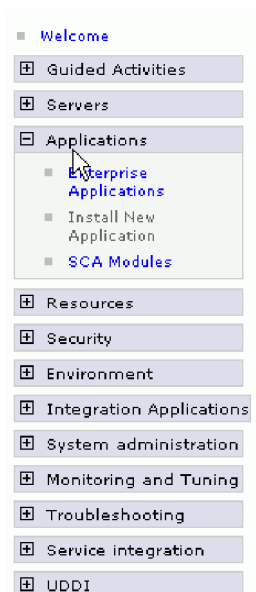 Welcome
Guided Activities
Servers
Applications
Enterprise
Applications
Install New
Application
SCA Modules
Resources
Security
Environment
Integration Applications
System administration
Monitoring and Tuning
Troubleshooting
Service integration
UDDI